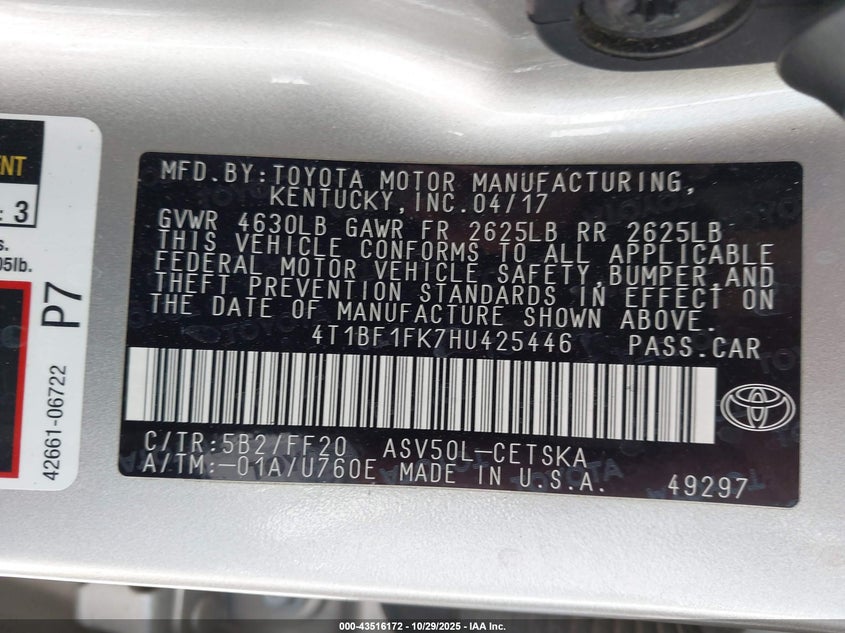 ENT
: 3
s.
05lb.
P7
42661-06722
MFD.BY:TOYOTA MOTOR MANUFACTURING,
KENTUCKY, INC.04/17
GVWR 4630LB GAWR FR 2625LB RR 2625LB
THIS VEHICLE CONFORMS TO ALL APPLICABLE
FEDERAL MOTOR VEHICLE SAFETY,BUMPER,AND
THEFT PREVENTION STANDARDS IN EFFECT ON
THE DATE OF MANUFACTURE SHOWN ABOVE.
4T1BF1FK7HU425446 PASS.CAR
C/TR:5B2/FF20 ASV50L-CETSKA
A/TM:-01A/U760E MADE IN U.S.A. 49297
000-43516172 | 10/29/2025 | IAA Inc.